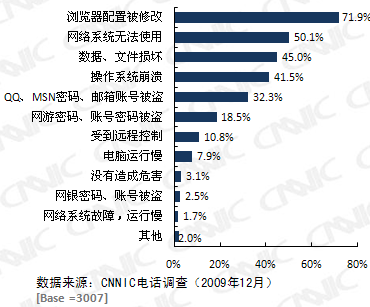 浏览器配置被修改 71.9%
网络系统无法使用 50.1%
数据、文件损坏 45.0%
操作系统崩溃 41.5%
QQ、MSN密码、邮箱账号被盗 32.3%
网游密码、账号密码被盗 18.5%
受到远程控制 10.8%
电脑运行慢 7.9%
没有造成危害 3.1%
网银密码、账号被盗 2.5%
网络系统故障,运行慢 1.7%
其他 2.0%
0% 20% 40% 60% 80%
数据来源：CNNIC电话调查（2009年12月）
[Base =3007]